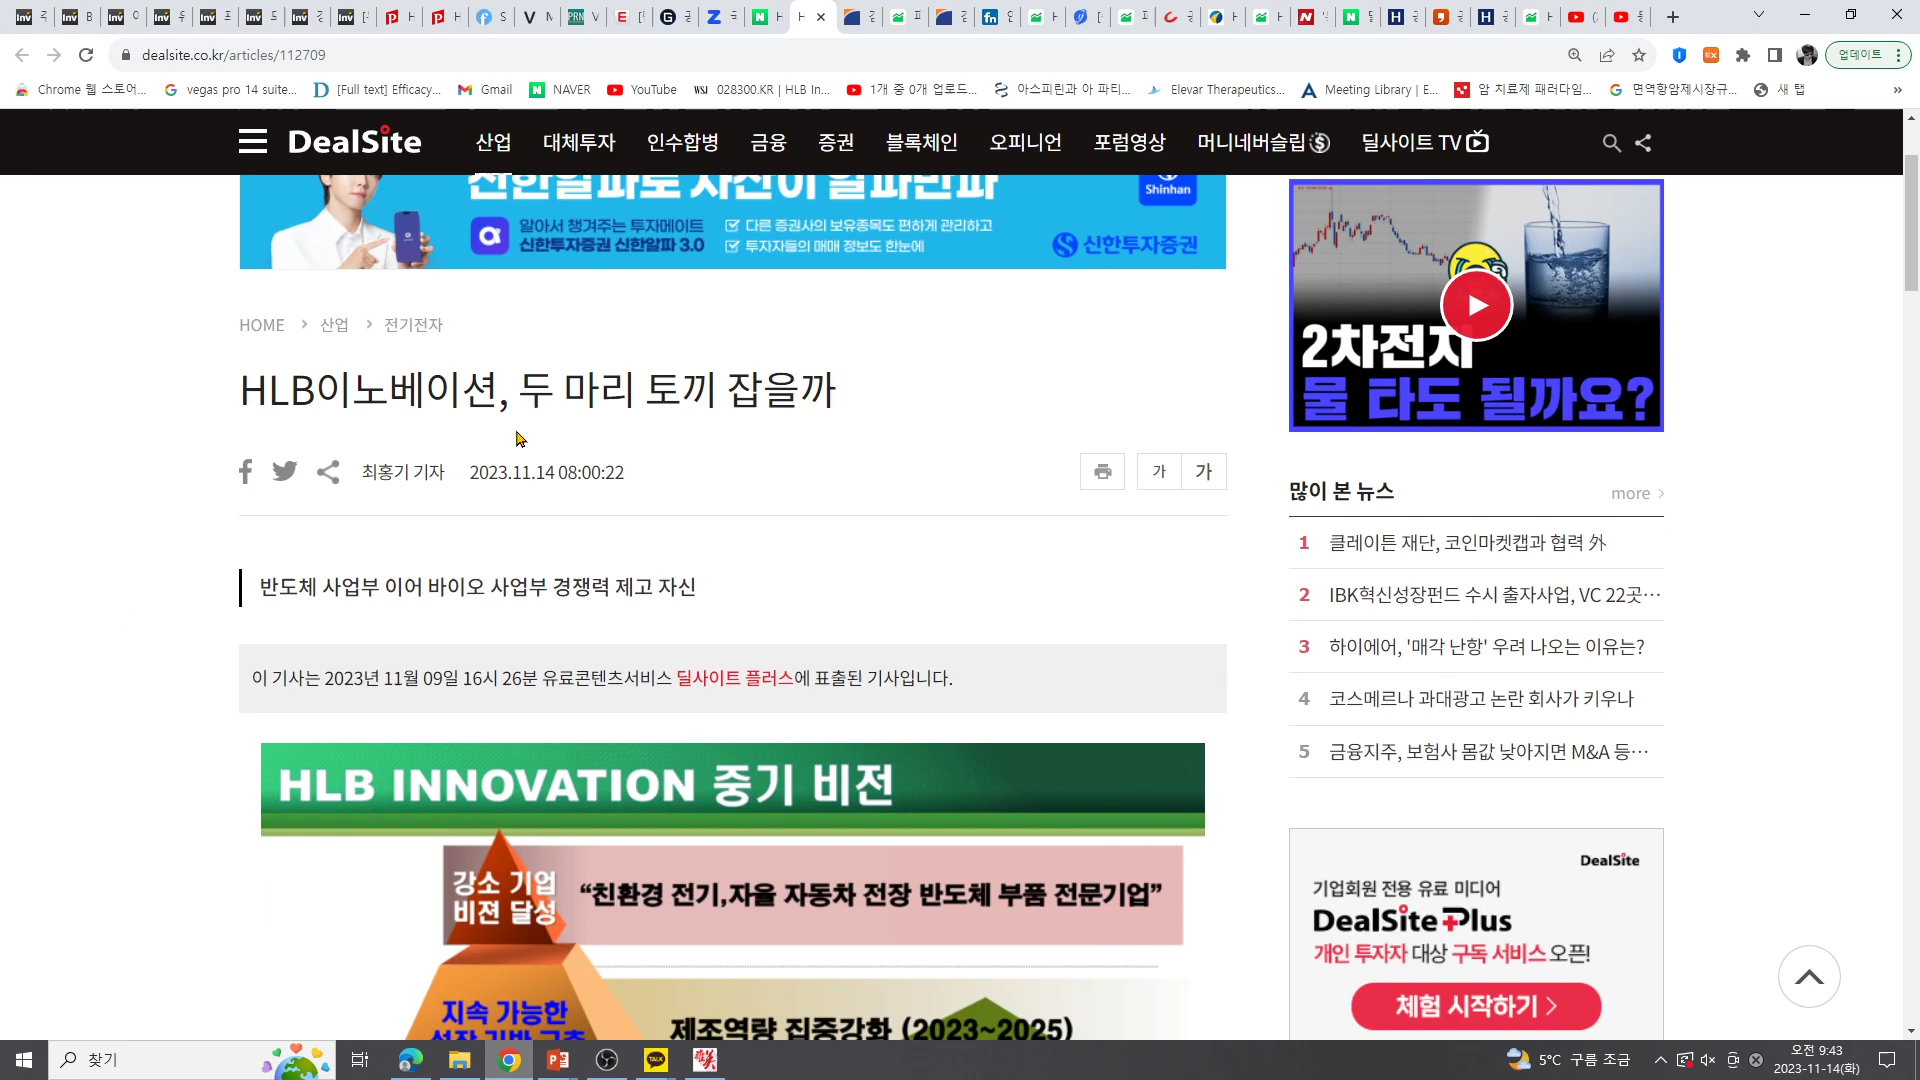 dealsite.co.kr/articles/112709
업데이트
Chrome 웹 스토어...
vegas pro 14 suite...
[Full text] Efficacy...
Gmail
NAVER
YouTube
028300.KR | HLB In...
1개 중 0개 업로드...
아스피린과 아 파티...
Elevar Therapeutics...
Meeting Library | E...
암 치료제 패러다임...
면역항암제시장규...
새 탭
DealSite
산업
대체투자
인수합병
금융
증권
블록체인
오피니언
포럼영상
머니네버슬립
딜사이트 TV
신한알파로 자산이 알파만파
알아서 챙겨주는 투자메이트
신한투자증권 신한알파 3.0
다른 증권사의 보유종목도 편하게 관리하고
투자자들의 매매 정보도 한눈에
Shinhan
신한투자증권
2차전지
물 타도 될까요?
HOME > 산업 > 전기전자
HLB이노베이션, 두 마리 토끼 잡을까
최홍기 기자 2023.11.14 08:00:22
가 가
반도체 사업부 이어 바이오 사업부 경쟁력 제고 자신
이 기사는 2023년 11월 09일 16시 26분 유료콘텐츠서비스 딜사이트 플러스에 표출된 기사입니다.
HLB INNOVATION 중기 비전
강소 기업
비젼 달성
“친환경 전기,자율 자동차 전장 반도체 부품 전문기업”
지속 가능한
성장 기반 구축
제조역량 집중강화 (2023~2025)
많이 본 뉴스
more >
1 클레이튼 재단, 코인마켓캡과 협력 外
2 IBK혁신성장펀드 수시 출자사업, VC 22곳…
3 하이에어, '매각 난항' 우려 나오는 이유는?
4 코스메르나 과대광고 논란 회사가 키우나
5 금융지주, 보험사 몸값 낮아지면 M&A 등…
DealSite
기업회원 전용 유료 미디어
DealSite Plus
개인 투자자 대상 구독 서비스 오픈!
체험 시작하기 >
찾기
5°C 구름 조금
오전 9:43
2023-11-14(화)